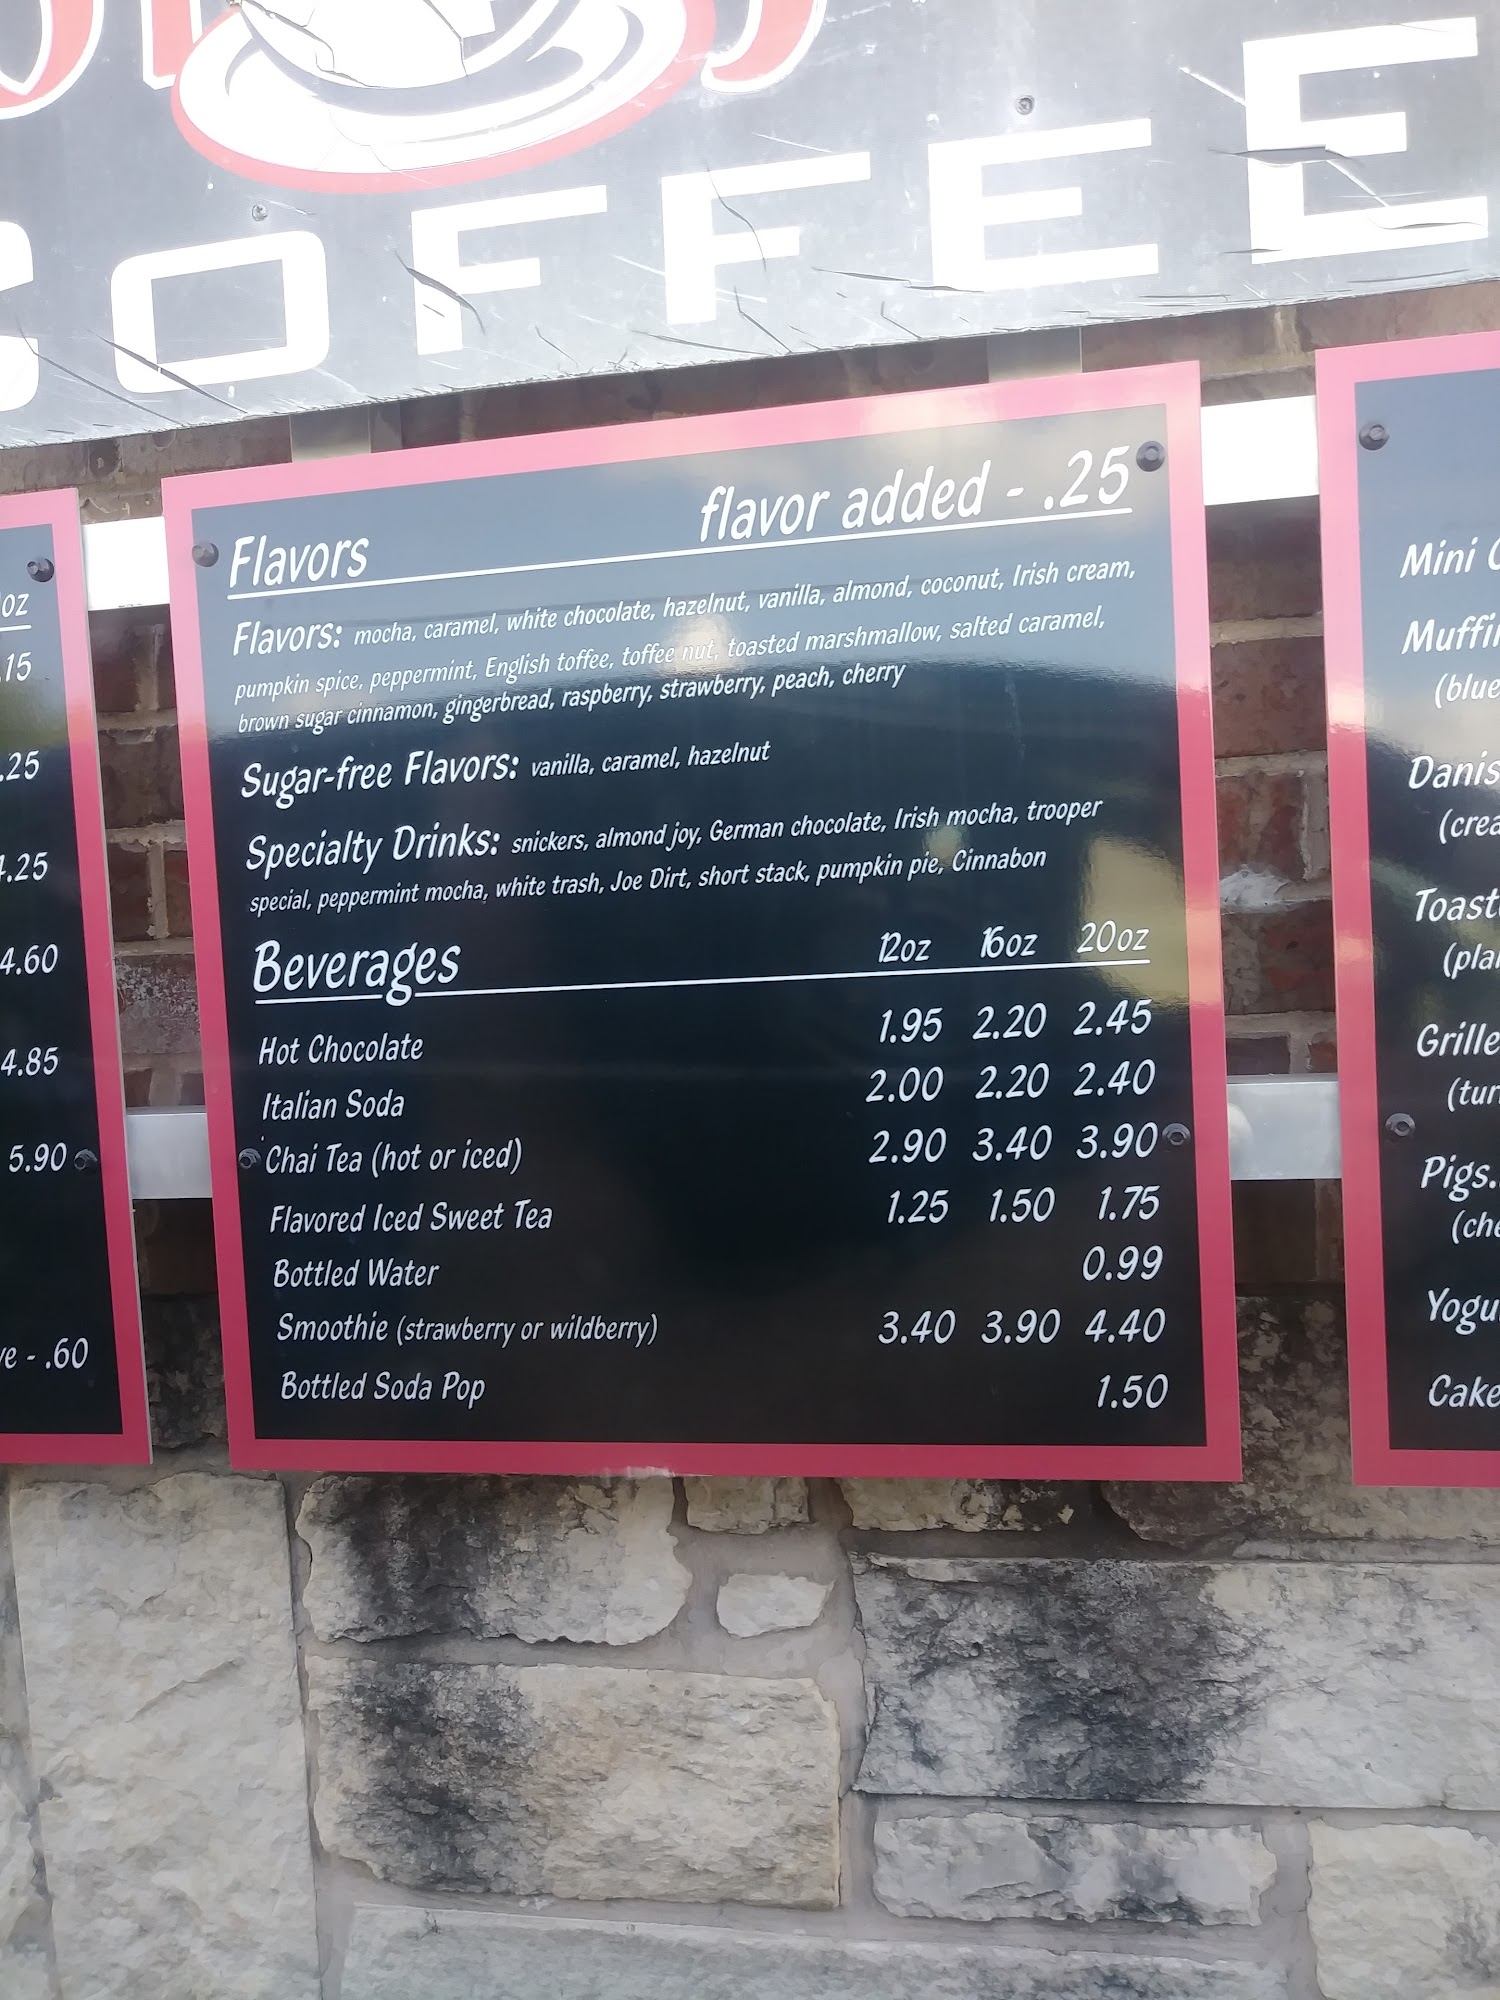 COFFEE
Flavors flavor added - .25
Flavors: mocha, caramel, white chocolate, hazelnut, vanilla, almond, coconut, Irish cream,
pumpkin spice, peppermint, English toffee, toffee nut, toasted marshmallow, salted caramel,
brown sugar cinnamon, gingerbread, raspberry, strawberry, peach, cherry
Sugar-free Flavors: vanilla, caramel, hazelnut
Specialty Drinks: snickers, almond joy, German chocolate, Irish mocha, trooper
special, peppermint mocha, white trash, Joe Dirt, short stack, pumpkin pie, Cinnabon
Beverages 12oz 16oz 20oz
Hot Chocolate 1.95 2.20 2.45
Italian Soda 2.00 2.20 2.40
Chai Tea (hot or iced) 2.90 3.40 3.90
Flavored Iced Sweet Tea 1.25 1.50 1.75
Bottled Water 0.99
Smoothie (strawberry or wildberry) 3.40 3.90 4.40
Bottled Soda Pop 1.50
oz
.15
.25
4.25
4.60
4.85
5.90
- .60
Mini
Grille
Pigs
Cake